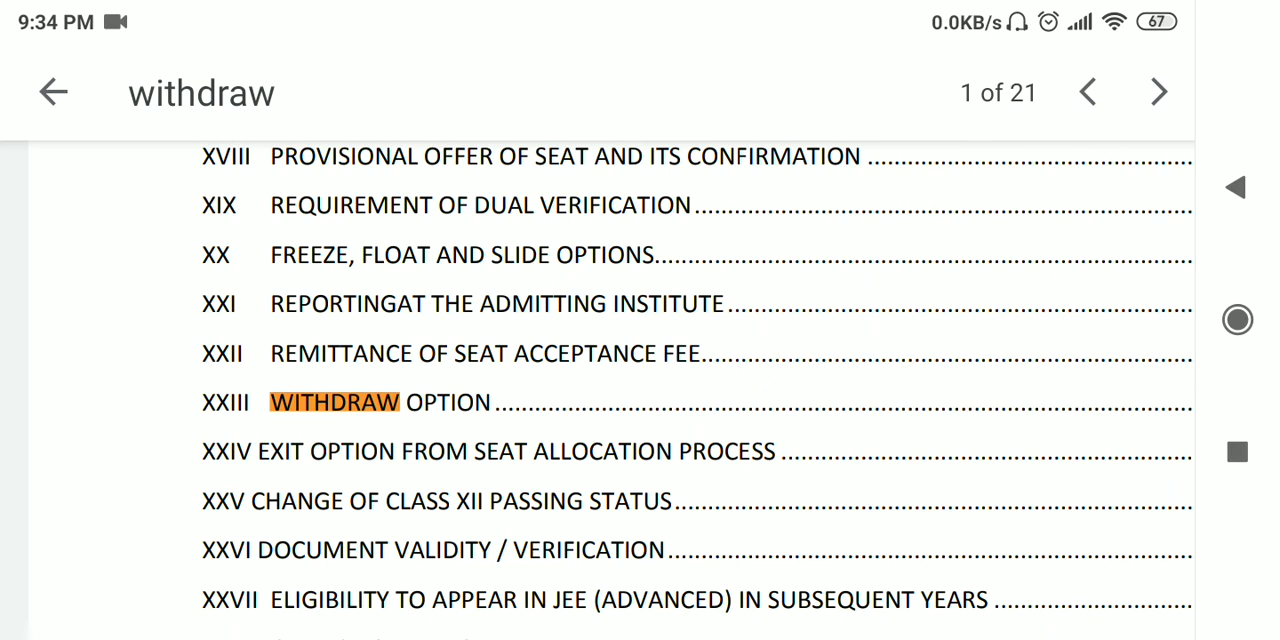 9:34 PM 0.0KB/s 67
withdraw 1 of 21
XVIII PROVISIONAL OFFER OF SEAT AND ITS CONFIRMATION ........................................
XIX REQUIREMENT OF DUAL VERIFICATION........................................
XX FREEZE, FLOAT AND SLIDE OPTIONS........................................
XXI REPORTINGAT THE ADMITTING INSTITUTE........................................
XXII REMITTANCE OF SEAT ACCEPTANCE FEE........................................
XXIII WITHDRAW OPTION........................................
XXIV EXIT OPTION FROM SEAT ALLOCATION PROCESS ........................................
XXV CHANGE OF CLASS XII PASSING STATUS........................................
XXVI DOCUMENT VALIDITY / VERIFICATION........................................
XXVII ELIGIBILITY TO APPEAR IN JEE (ADVANCED) IN SUBSEQUENT YEARS ..............................